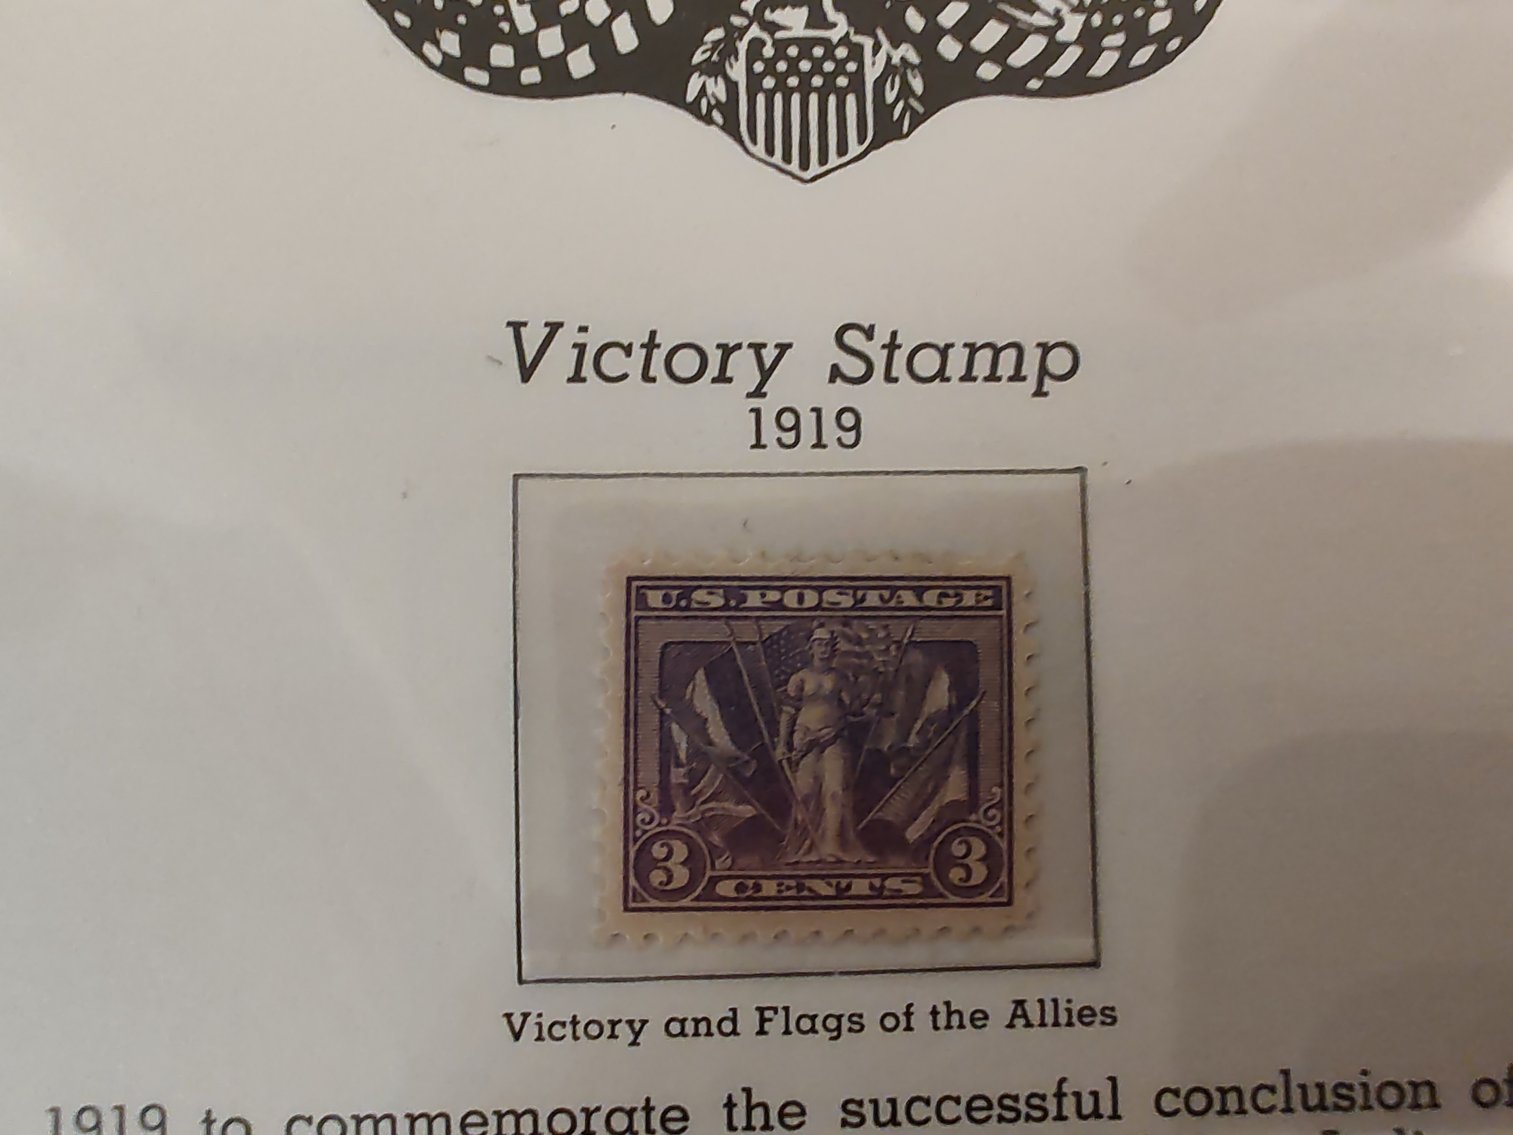 Victory Stamp
1919
U.S. POSTAGE
3 CENTS 3
Victory and Flags of the Allies
1919 to commemorate the successful conclusion of